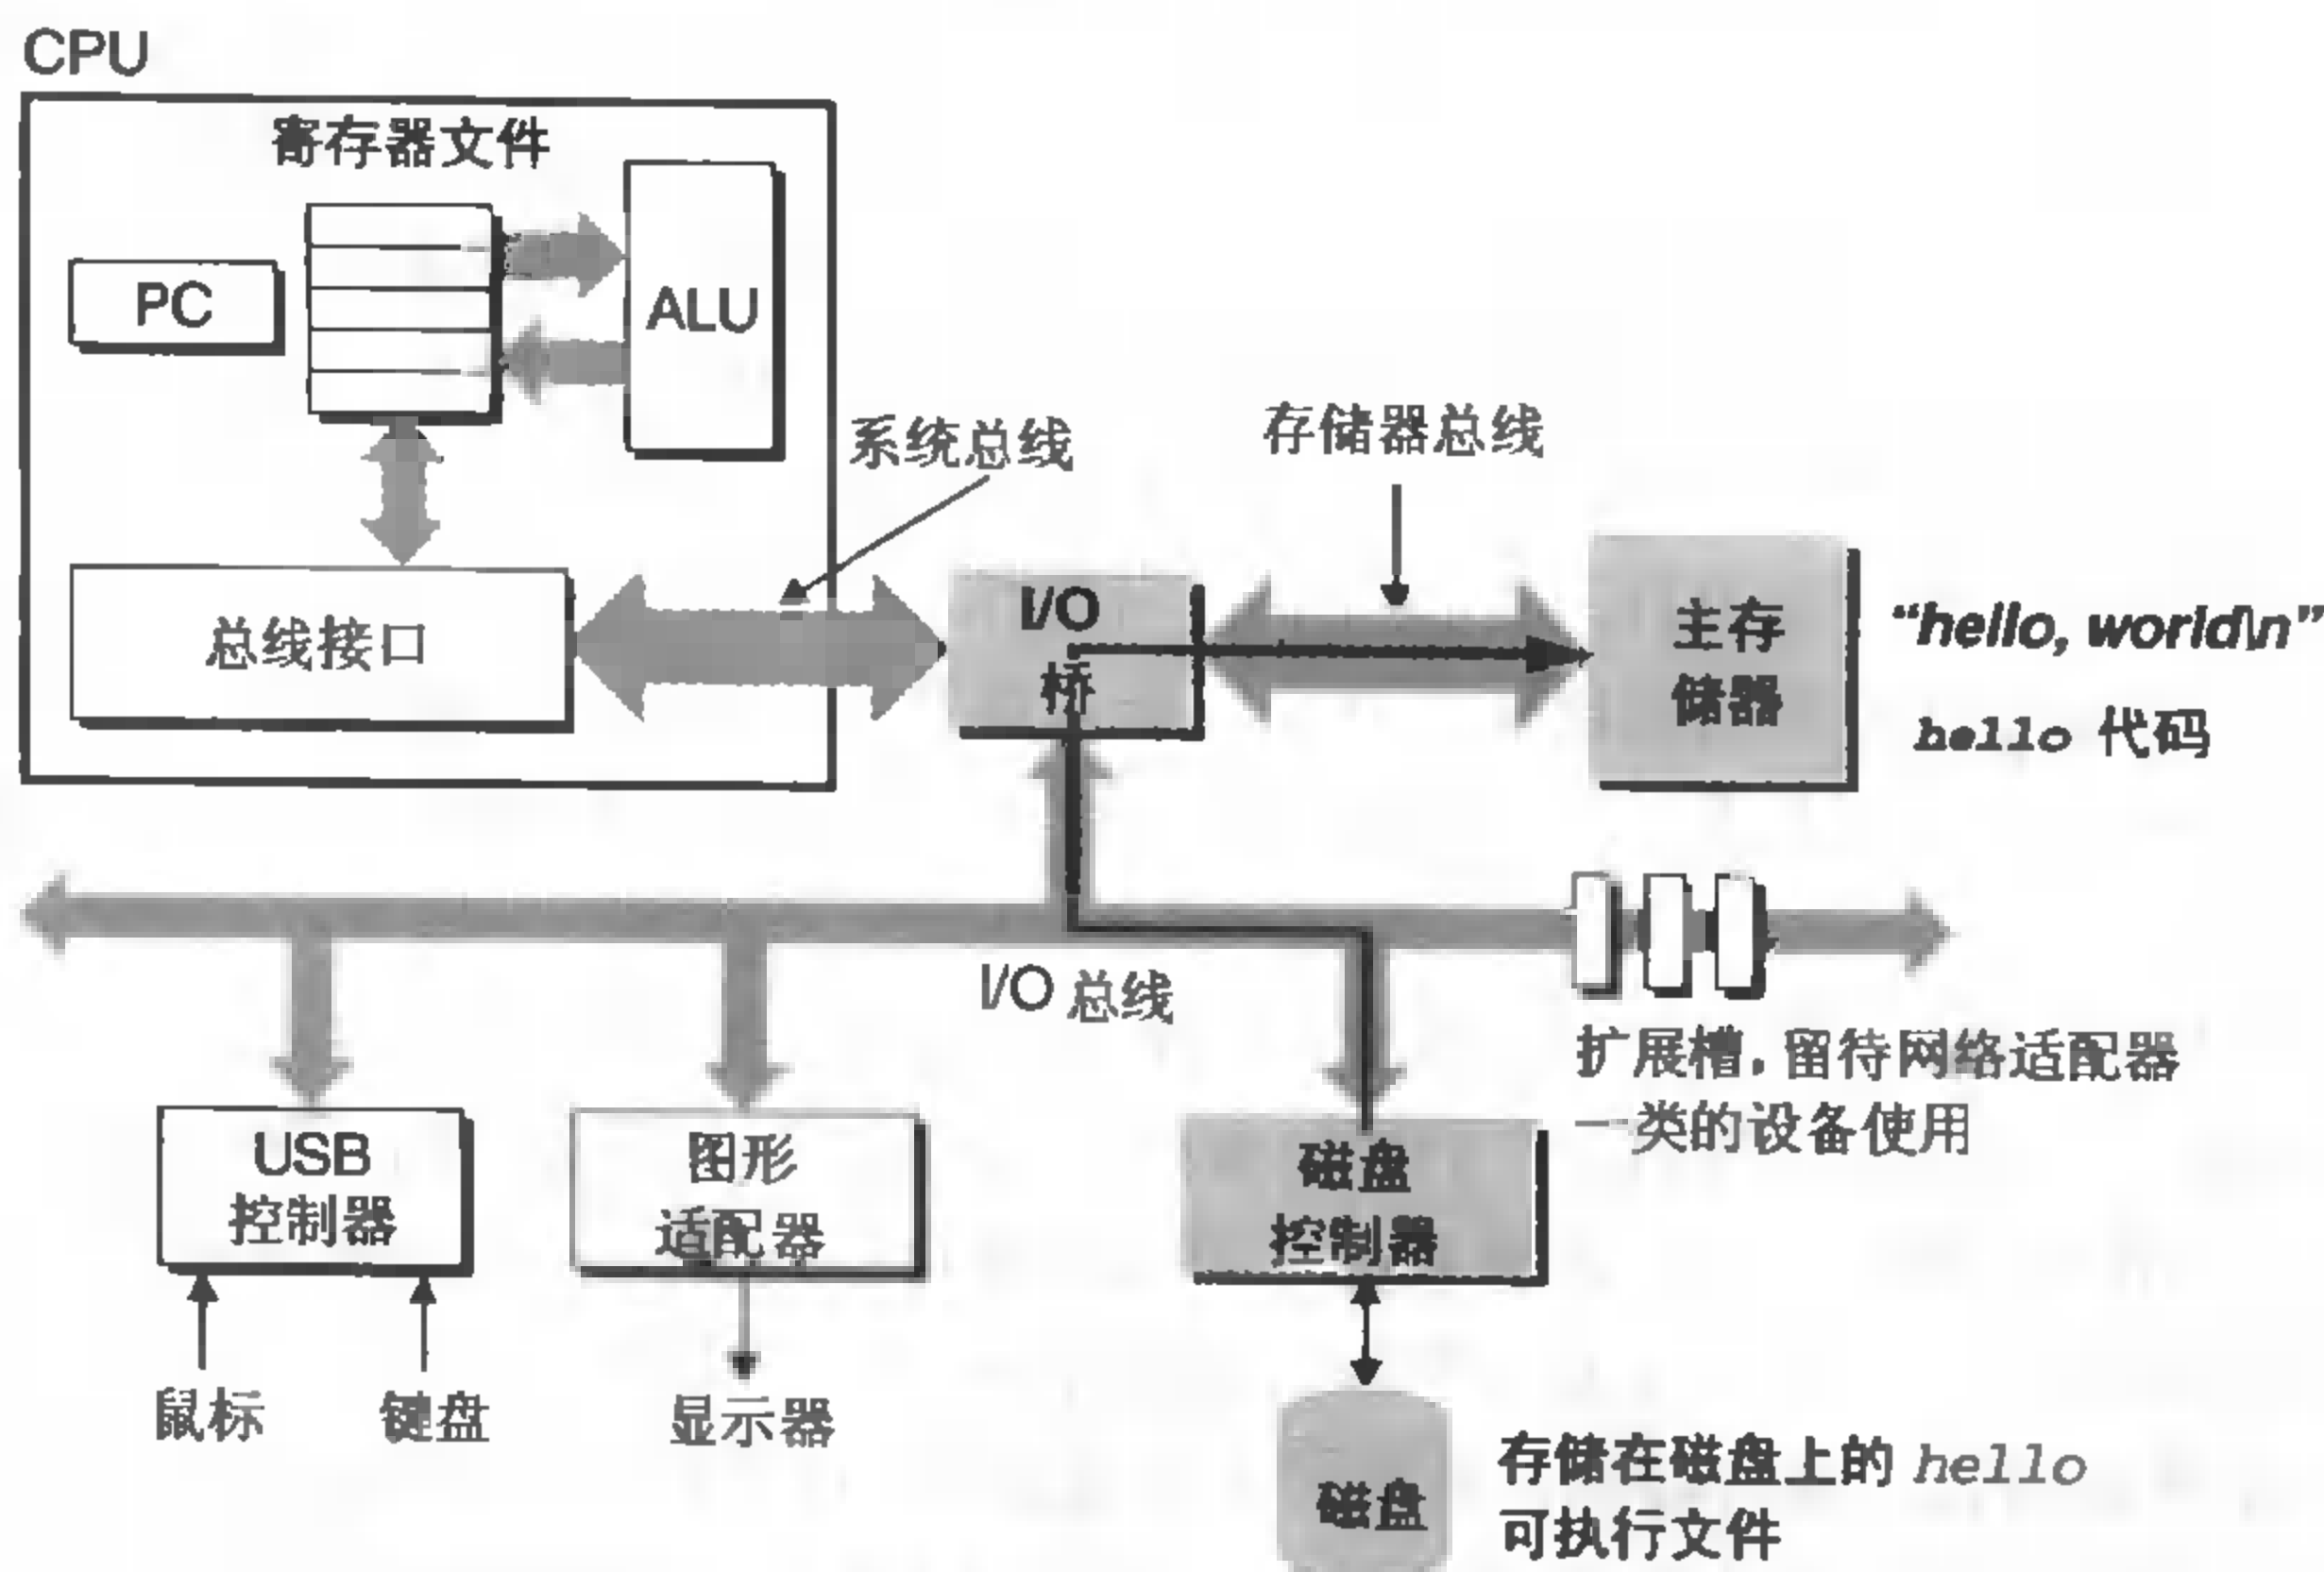 CPU
寄存器文件
PC
ALU
系统总线
存储器总线
总线接口
I/O
桥
主存
储器
“hello, world\n”
hello 代码
I/O 总线
扩展槽，留待网络适配器
一类的设备使用
USB
控制器
图形
适配器
磁盘
控制器
鼠标
键盘
显示器
磁盘
存储在磁盘上的 hello
可执行文件